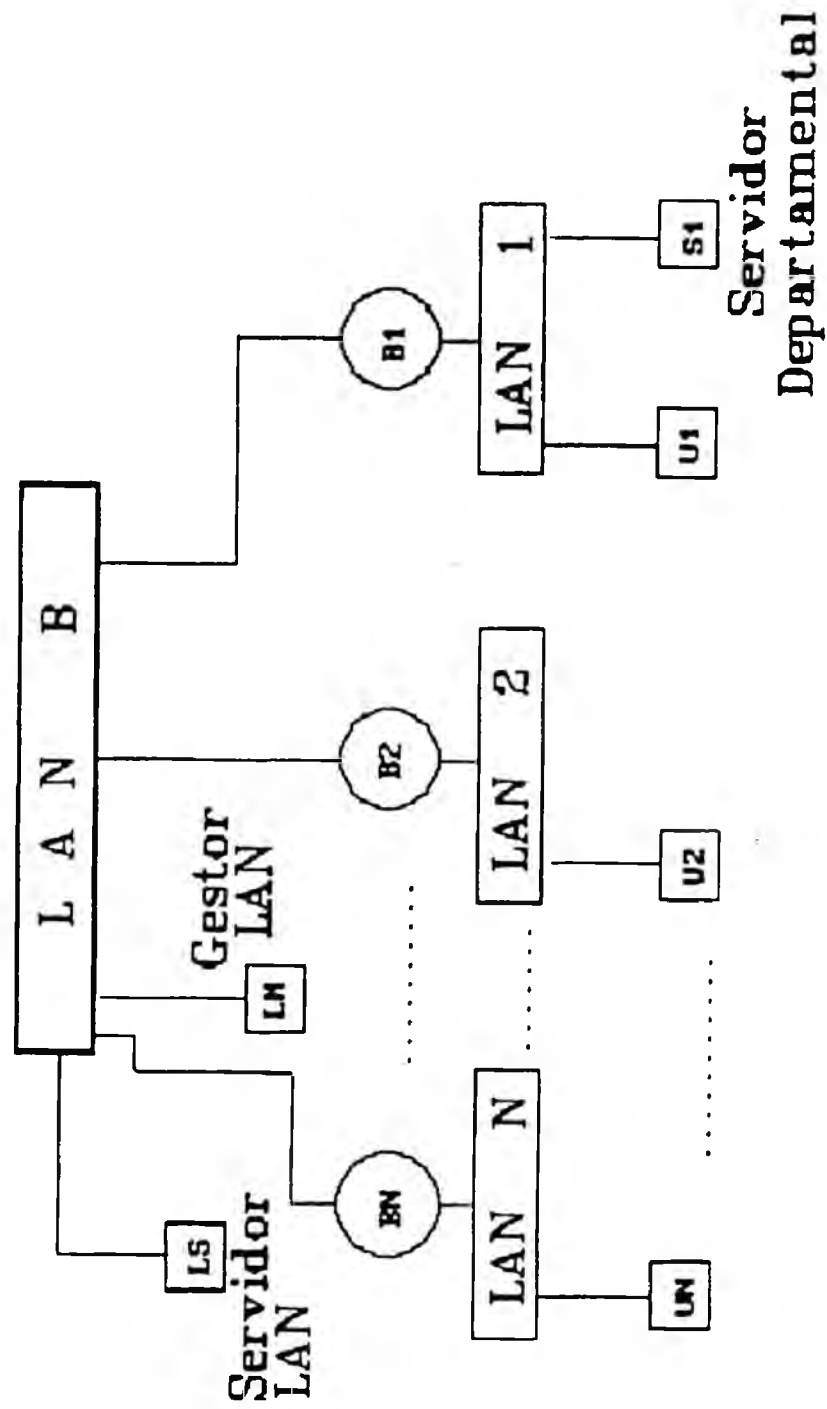 LAN B
LS
Servidor
LAN
LM
Gestor
LAN
BN
B2
B1
LAN N
LAN 2
LAN 1
UN
U2
U1
S1
Servidor
Departamental